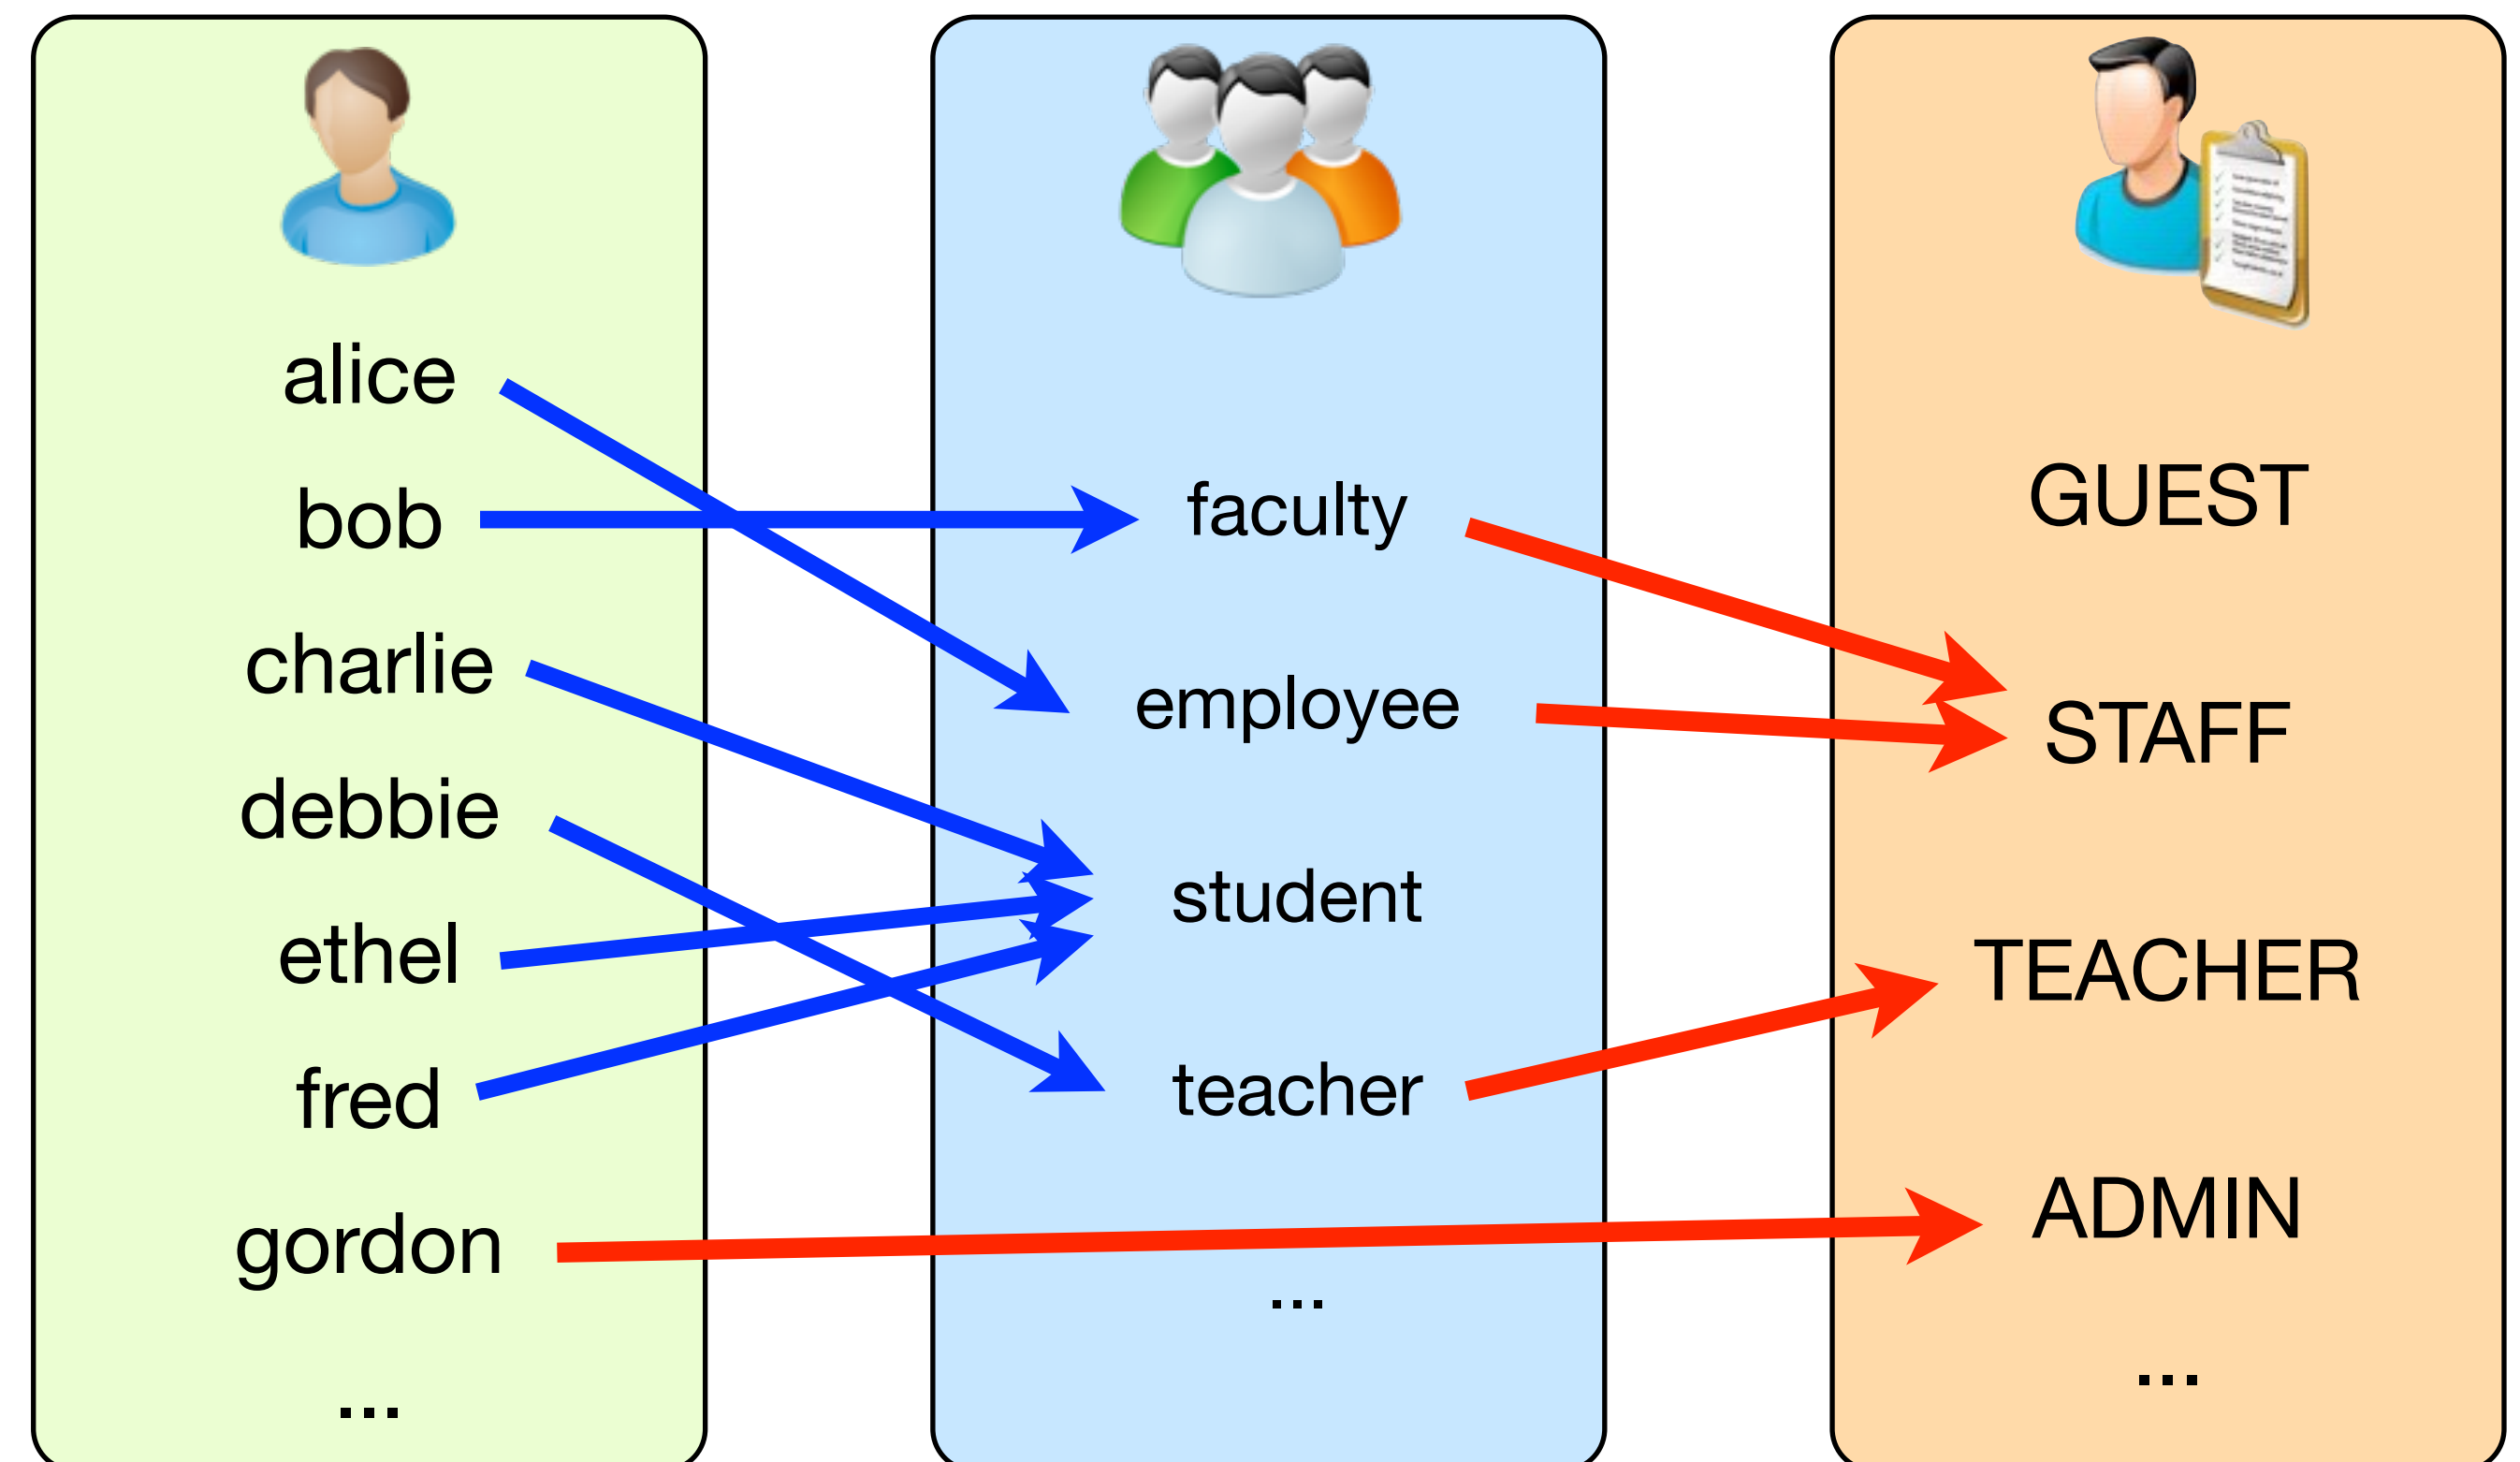 alice
bob
charlie
debbie
ethel
fred
gordon
...
faculty
employee
student
teacher
...
GUEST
STAFF
TEACHER
ADMIN
...